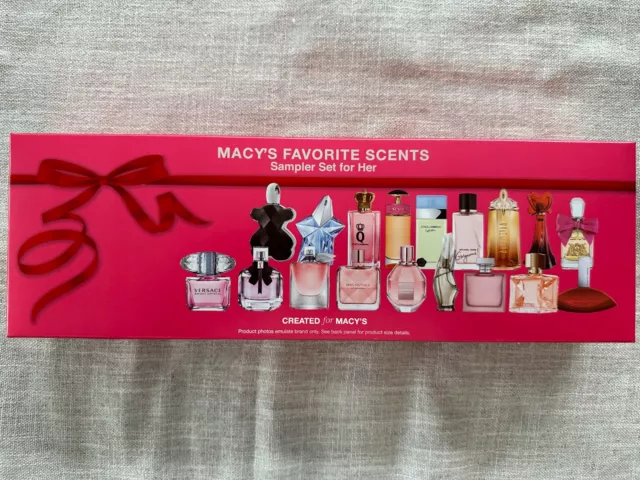 MACY'S FAVORITE SCENTS
Sampler Set for Her
Q
VERSACE
CREATED for MACY'S
Product photos emulate brand only. See back panel for product size details.